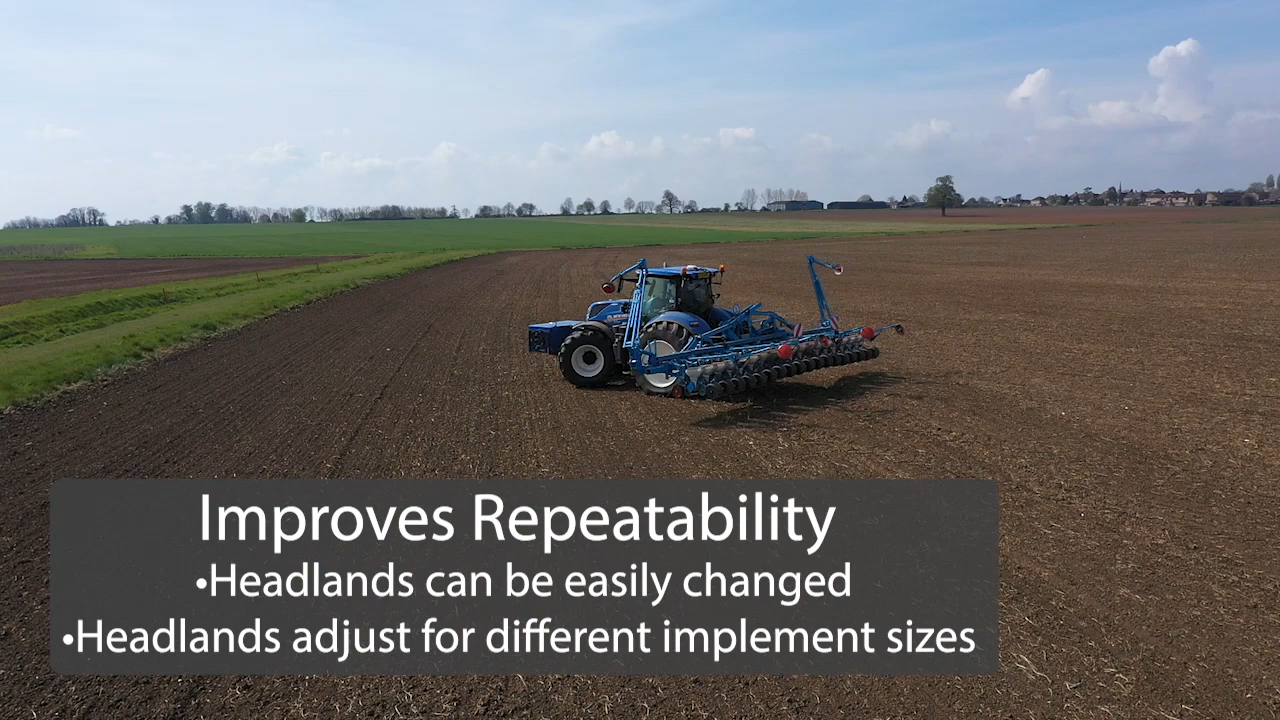 Improves Repeatability
•Headlands can be easily changed
•Headlands adjust for different implement sizes